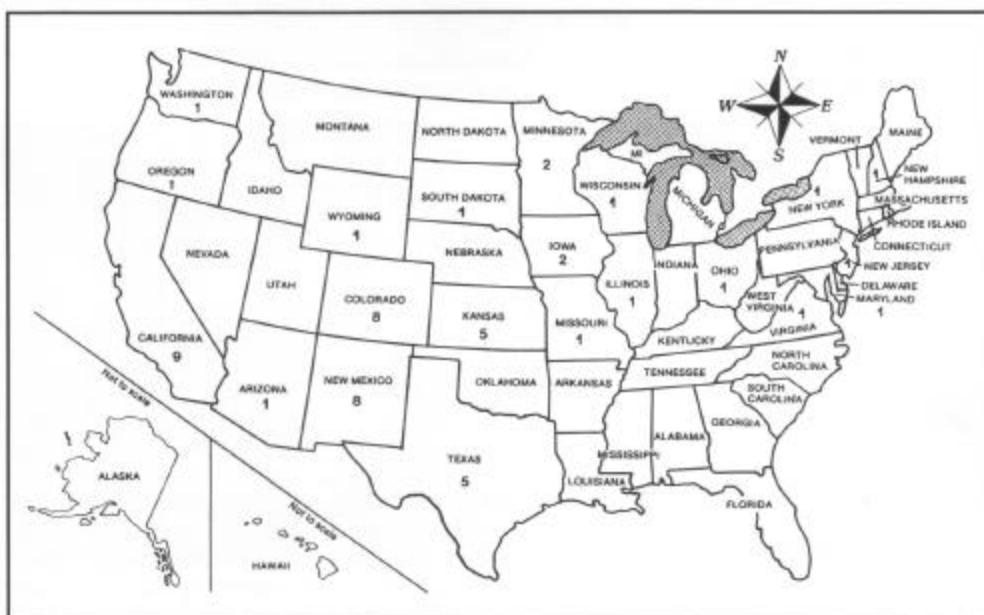 N
W
E
S
WASHINGTON
1
MONTANA
NORTH DAKOTA
MINNESOTA
2
MI
VERMONT
MAINE
OREGON
1
IDAHO
SOUTH DAKOTA
1
WISCONSIN
1
MICHIGAN
1
NEW YORK
1
NEW
HAMPSHIRE
MASSACHUSETTS
RHODE ISLAND
CONNECTICUT
WYOMING
1
NEBRASKA
IOWA
2
PENNSYLVANIA
1
NEW JERSEY
DELAWARE
MARYLAND
1
NEVADA
UTAH
COLORADO
8
KANSAS
5
ILLINOIS
1
INDIANA
OHIO
1
WEST
VIRGINIA
1
VIRGINIA
CALIFORNIA
9
MISSOURI
1
KENTUCKY
ARIZONA
1
NEW MEXICO
8
OKLAHOMA
ARKANSAS
TENNESSEE
NORTH
CAROLINA
SOUTH
CAROLINA
TEXAS
5
MISSISSIPPI
ALABAMA
GEORGIA
LOUISIANA
FLORIDA
Not to scale
ALASKA
Not to scale
HAWAII